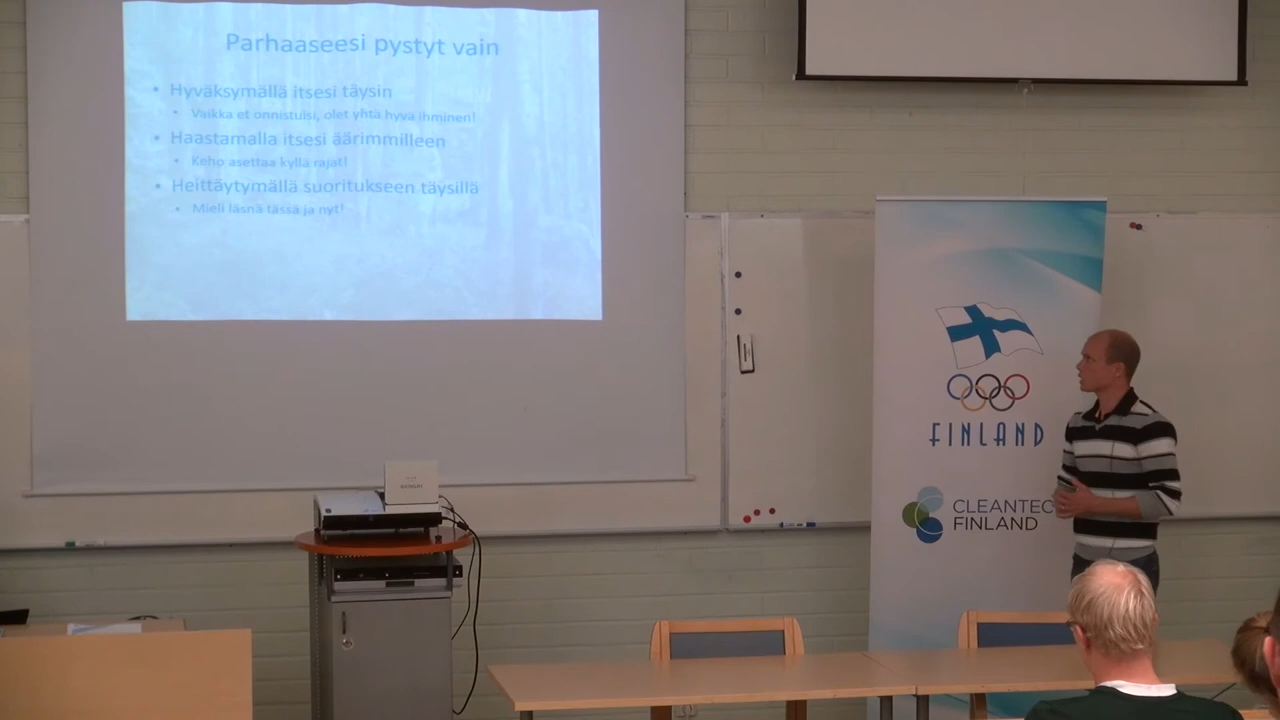 Parhaaseesi pystyt vain
• Hyväksymällä itsesi täysin
• Vaikka et onnistuisi, olet yhtä hyvä ihminen!
• Haastamalla itsesi äärimmilleen
• Keho asettaa kyllä rajat!
• Heittäytymällä suoritukseen täysillä
• Mieli läsnä tässä ja nyt!
FINLAND
CLEANTEC
FINLAND